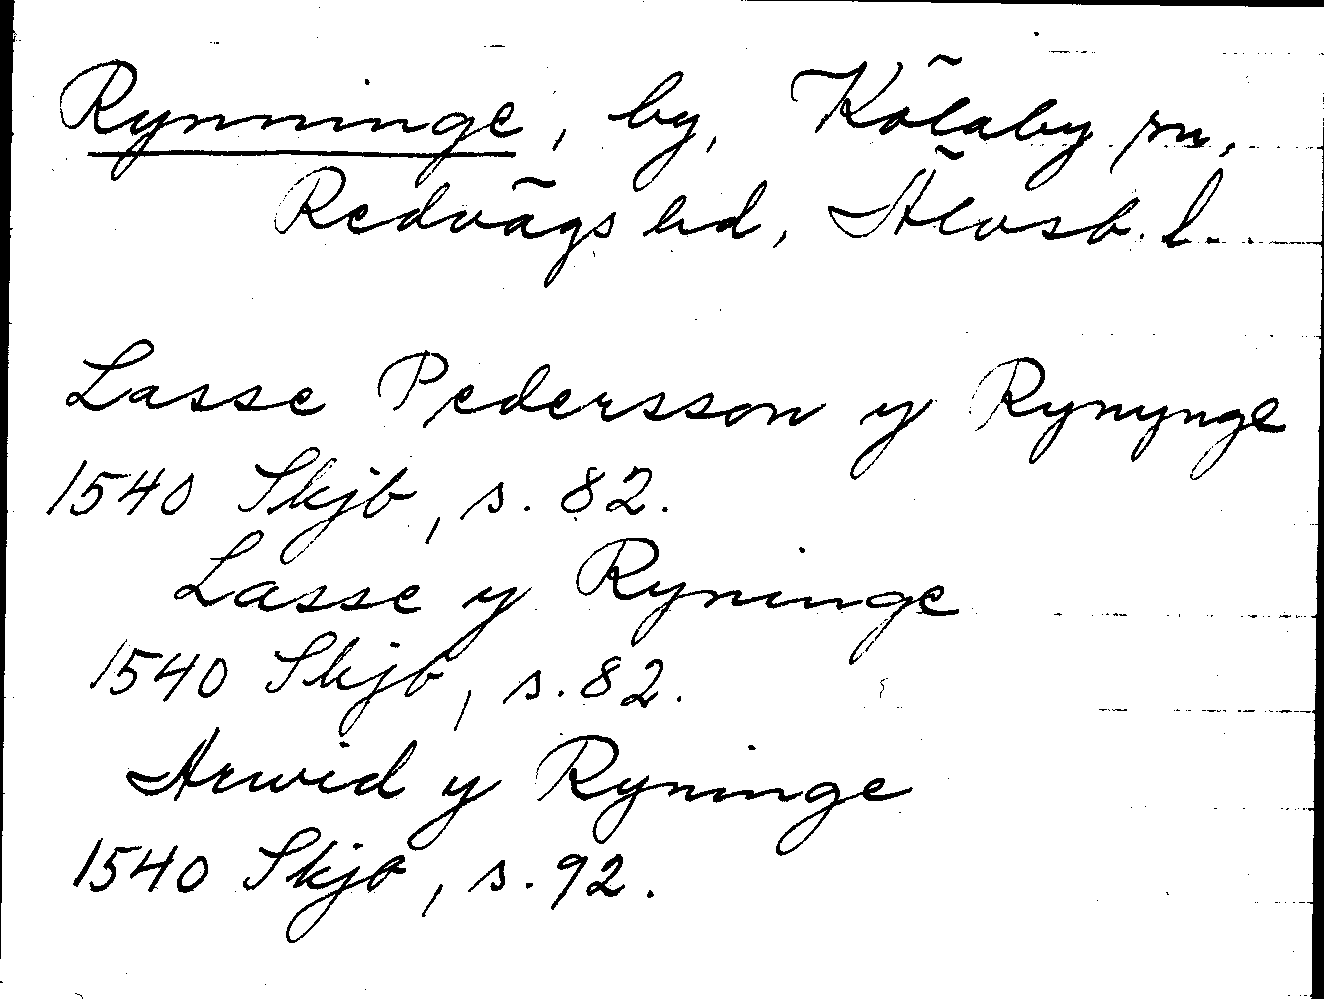 Rynninge, by, Kölaby sn,
Redvägs hd, Älvsb. l.
Lasse Pedersson y Rynynge
1540 Skjb, s. 82.
Lasse y Ryninge
1540 Skjb, s. 82.
Arwid y Ryninge
1540 Skjb, s. 92.